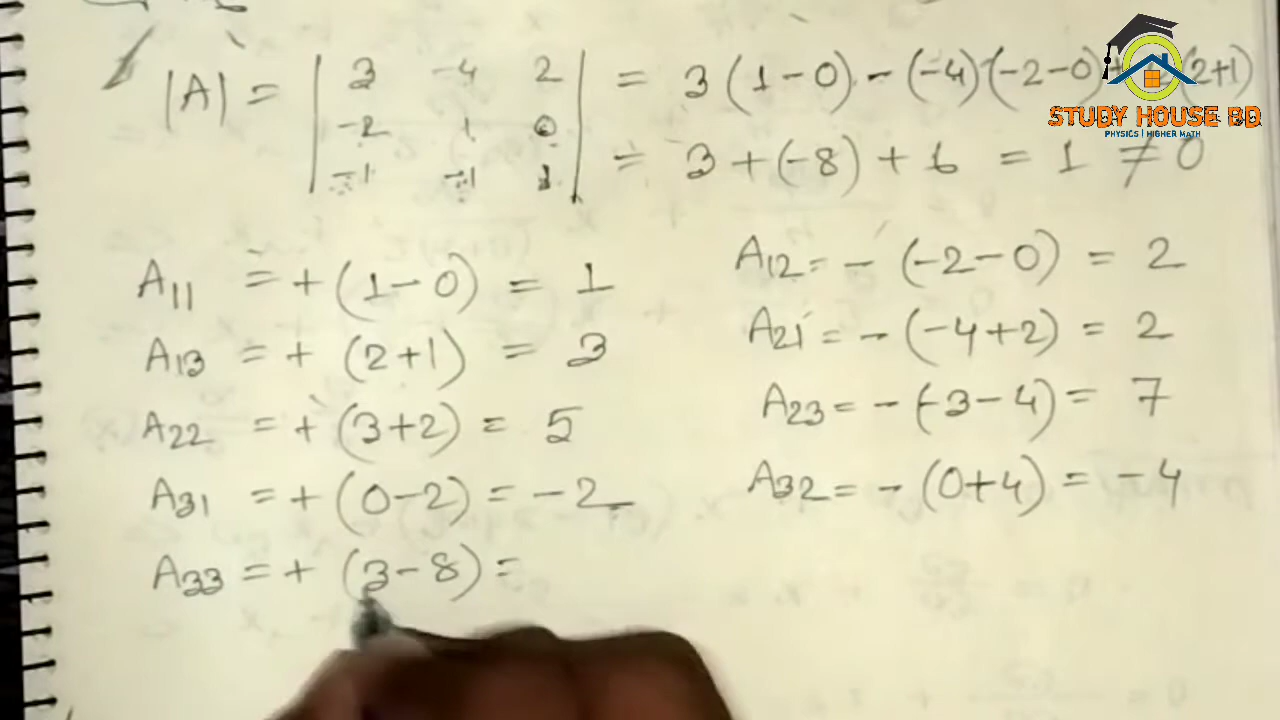 |A| = | 3 -4 2 | = 3(1-0) - (-4)(-2-0)+ (2+1)
| -2 1 0 |
| -1 -1 1 | = 3 + (-8) + 6 = 1 ≠ 0
STUDY HOUSE BD
PHYSICS | HIGHER MATH
A11 = + (1-0) = 1 A12 = - (-2-0) = 2
A13 = + (2+1) = 3 A21 = - (-4+2) = 2
A22 = + (3+2) = 5 A23 = - (-3-4) = 7
A31 = + (0-2) = -2 A32 = - (0+4) = -4
A33 = + (3-8) =